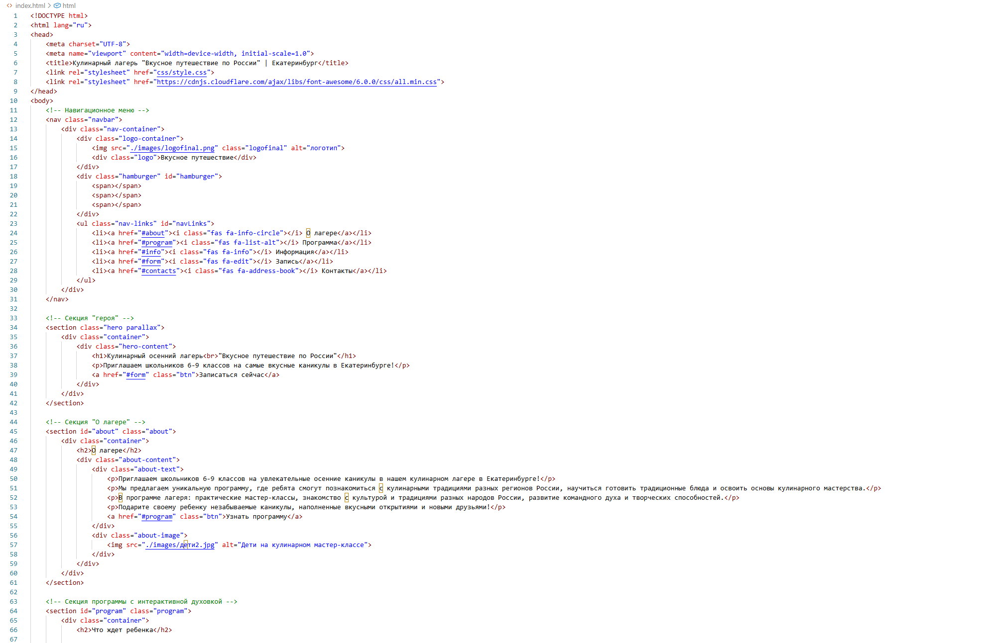 index.html > html
1 <!DOCTYPE html>
2 <html lang="ru">
3 <head>
4     <meta charset="UTF-8">
5     <meta name="viewport" content="width=device-width, initial-scale=1.0">
6     <title>Кулинарный лагерь "Вкусное путешествие по России" | Екатеринбург</title>
7     <link rel="stylesheet" href="css/style.css">
8     <link rel="stylesheet" href="https://cdnjs.cloudflare.com/ajax/libs/font-awesome/6.0.0/css/all.min.css">
9 </head>
10 <body>
11     <!-- Навигационное меню -->
12     <nav class="navbar">
13         <div class="nav-container">
14             <div class="logo-container">
15                 <img src="./images/logofinal.png" class="logofinal" alt="логотип">
16                 <div class="logo">Вкусное путешествие</div>
17             </div>
18             <div class="hamburger" id="hamburger">
19                 <span></span>
20                 <span></span>
21                 <span></span>
22             </div>
23             <ul class="nav-links" id="navLinks">
24                 <li><a href="#about"><i class="fas fa-info-circle"></i> О лагере</a></li>
25                 <li><a href="#program"><i class="fas fa-list-alt"></i> Программа</a></li>
26                 <li><a href="#info"><i class="fas fa-info"></i> Информация</a></li>
27                 <li><a href="#form"><i class="fas fa-edit"></i> Запись</a></li>
28                 <li><a href="#contacts"><i class="fas fa-address-book"></i> Контакты</a></li>
29             </ul>
30         </div>
31     </nav>
32
33     <!-- Секция "героя" -->
34     <section class="hero parallax">
35         <div class="container">
36             <div class="hero-content">
37                 <h1>Кулинарный осенний лагерь<br>"Вкусное путешествие по России"</h1>
38                 <p>Приглашаем школьников 6-9 классов на самые вкусные каникулы в Екатеринбурге!</p>
39                 <a href="#form" class="btn">Записаться сейчас</a>
40             </div>
41         </div>
42     </section>
43
44     <!-- Секция "О лагере" -->
45     <section id="about" class="about">
46         <div class="container">
47             <h2>О лагере</h2>
48             <div class="about-content">
49                 <div class="about-text">
50                     <p>Приглашаем школьников 6-9 классов на увлекательные осенние каникулы в нашем кулинарном лагере в Екатеринбурге!</p>
51                     <p>Мы предлагаем уникальную программу, где ребята смогут познакомиться с кулинарными традициями разных регионов России, научиться готовить традиционные блюда и освоить основы кулинарного мастерства.</p>
52                     <p>В программе лагеря: практические мастер-классы, знакомство с культурой и традициями разных народов России, развитие командного духа и творческих способностей.</p>
53                     <p>Подарите своему ребенку незабываемые каникулы, наполненные вкусными открытиями и новыми друзьями!</p>
54                     <a href="#program" class="btn">Узнать программу</a>
55                 </div>
56                 <div class="about-image">
57                     <img src="./images/дети2.jpg" alt="Дети на кулинарном мастер-классе">
58                 </div>
59             </div>
60         </div>
61     </section>
62
63     <!-- Секция программы с интерактивной духовкой -->
64     <section id="program" class="program">
65         <div class="container">
66             <h2>Что ждет ребенка</h2>
67